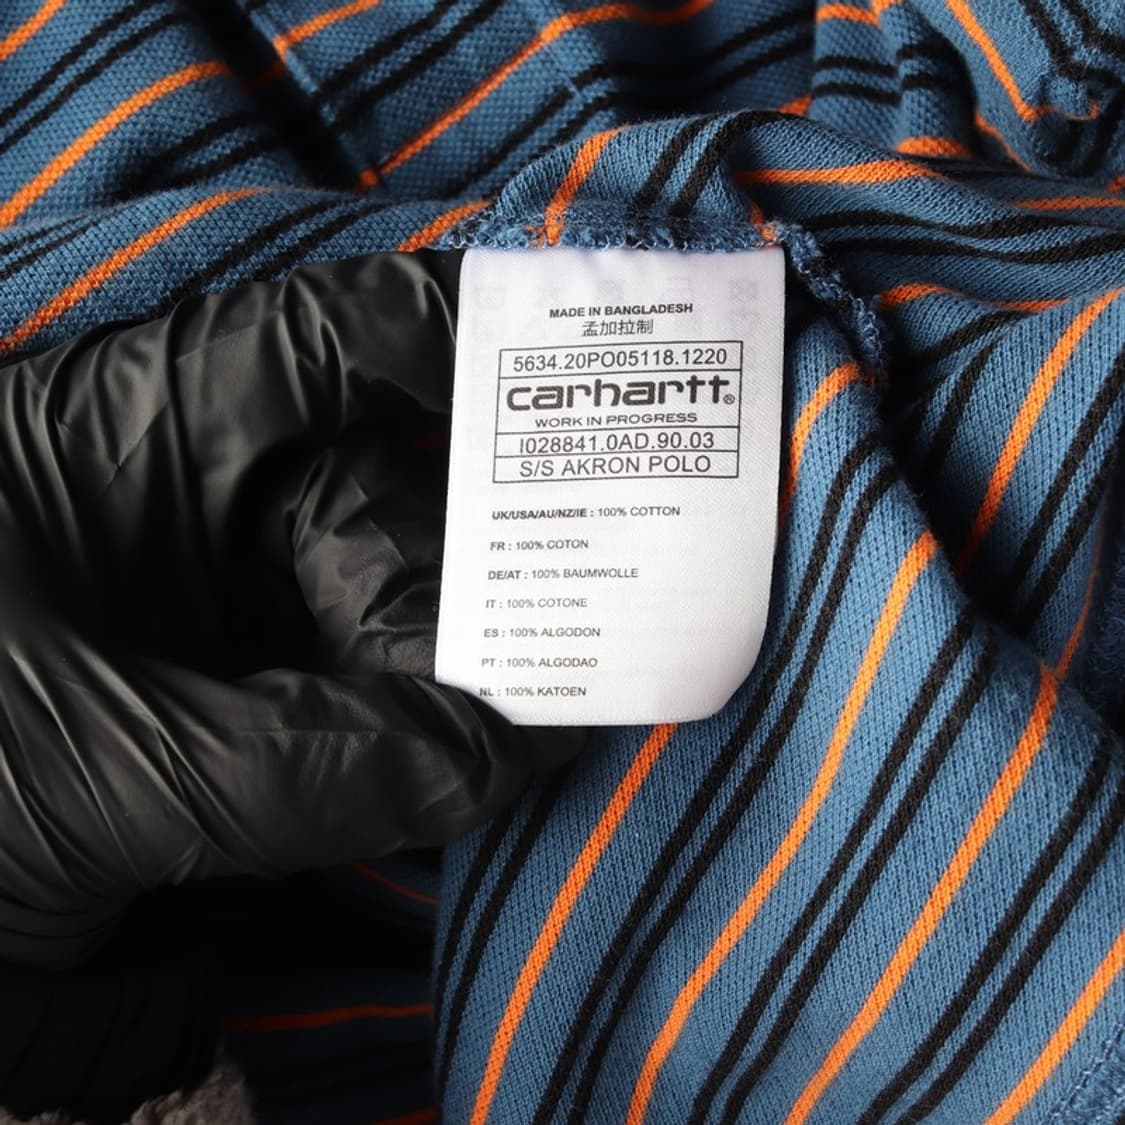 MADE IN BANGLADESH
孟加拉制
5634.20PO05118.1220
carhartt®
WORK IN PROGRESS
I028841.0AD.90.03
S/S AKRON POLO
UK/USA/AU/NZ/IE : 100% COTTON
FR : 100% COTON
DE/AT : 100% BAUMWOLLE
IT : 100% COTONE
ES : 100% ALGODON
PT : 100% ALGODAO
NL : 100% KATOEN